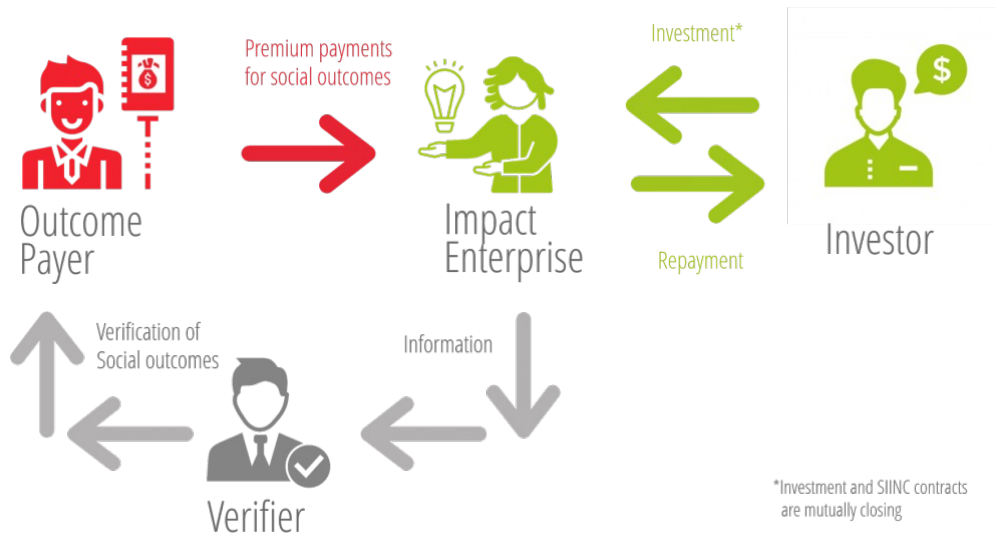 Premium payments
for social outcomes
Investment*
$
$
Outcome
Payer
Impact
Enterprise
Investor
Repayment
Verification of
Social outcomes
Information
Verifier
*Investment and SIINC contracts
are mutually closing